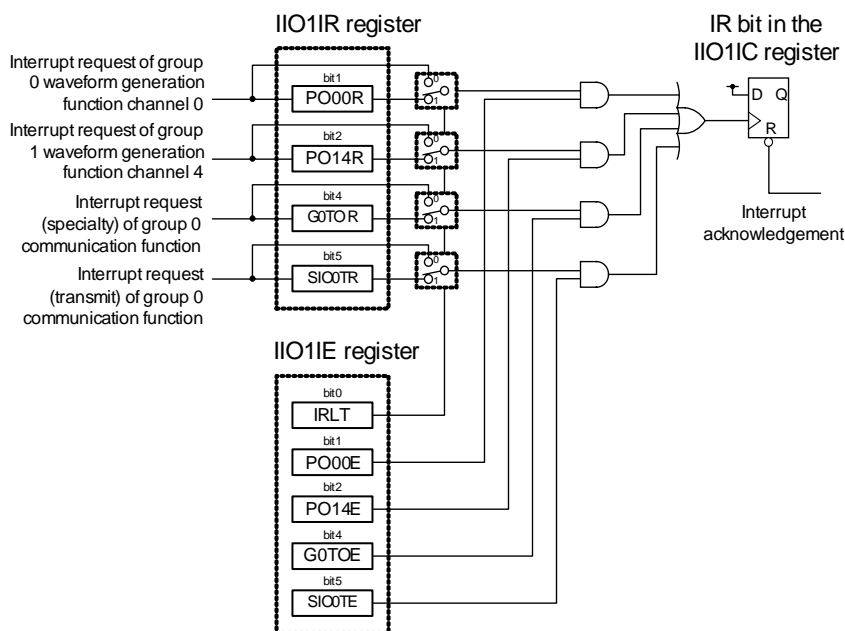 IIO1IR register
IR bit in the
IIO1IC register
Interrupt request of group
0 waveform generation
function channel 0
bit1
PO00R
0
1
D Q
R
Interrupt request of group
1 waveform generation
function channel 4
bit2
PO14R
0
1
Interrupt request
(specialty) of group 0
communication function
bit4
G0TOR
0
1
Interrupt
acknowledgement
Interrupt request
(transmit) of group 0
communication function
bit5
SIO0TR
0
1
IIO1IE register
bit0
IRLT
bit1
PO00E
bit2
PO14E
bit4
G0TOE
bit5
SIO0TE